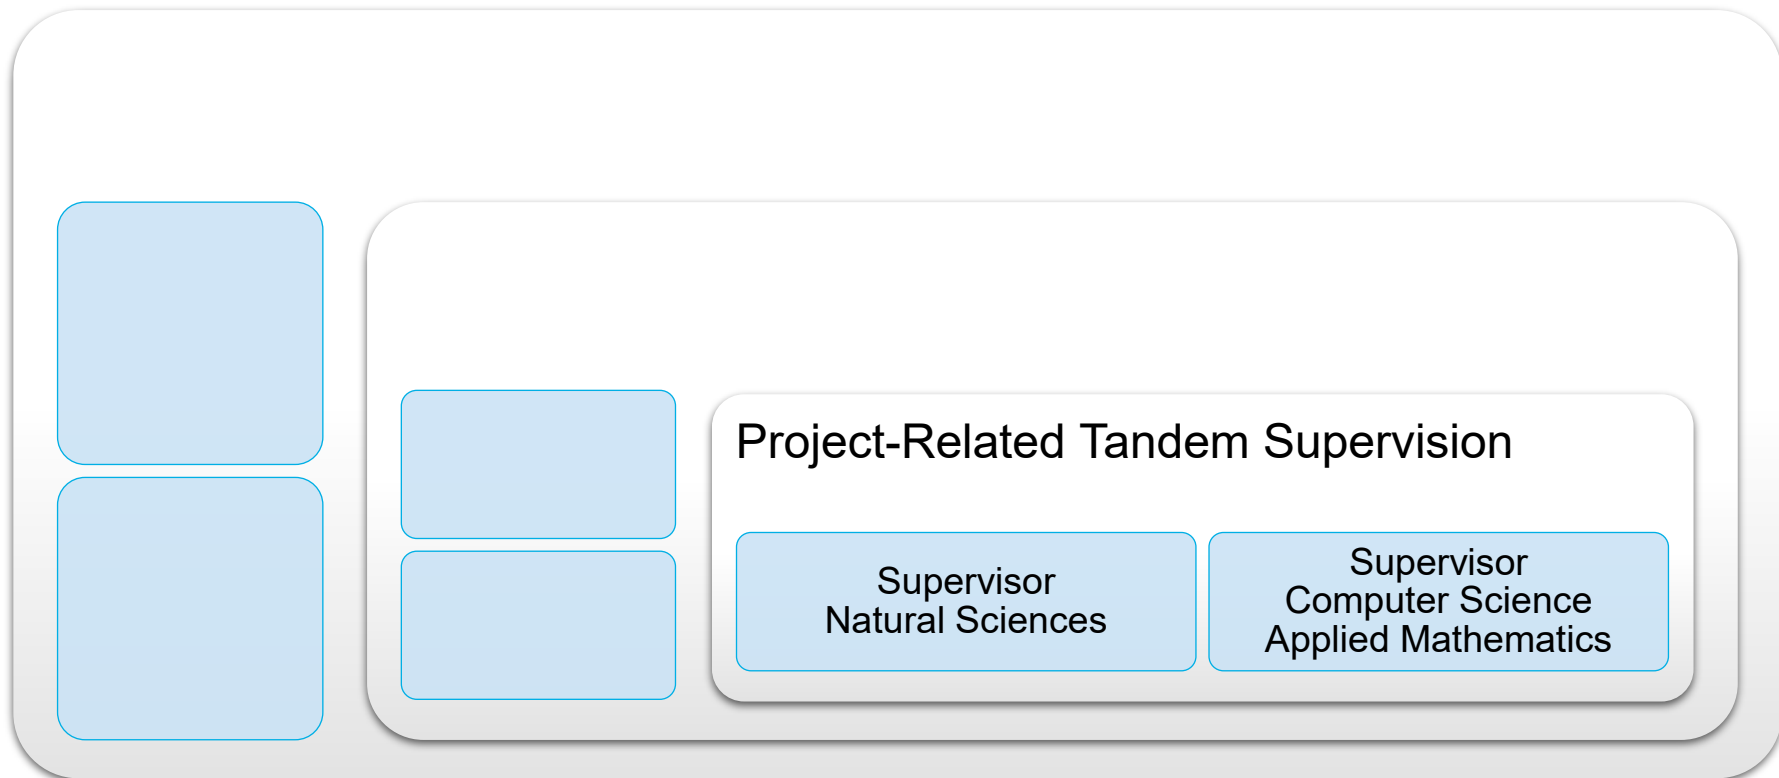 Project-Related Tandem Supervision
Supervisor
Natural Sciences
Supervisor
Computer Science
Applied Mathematics